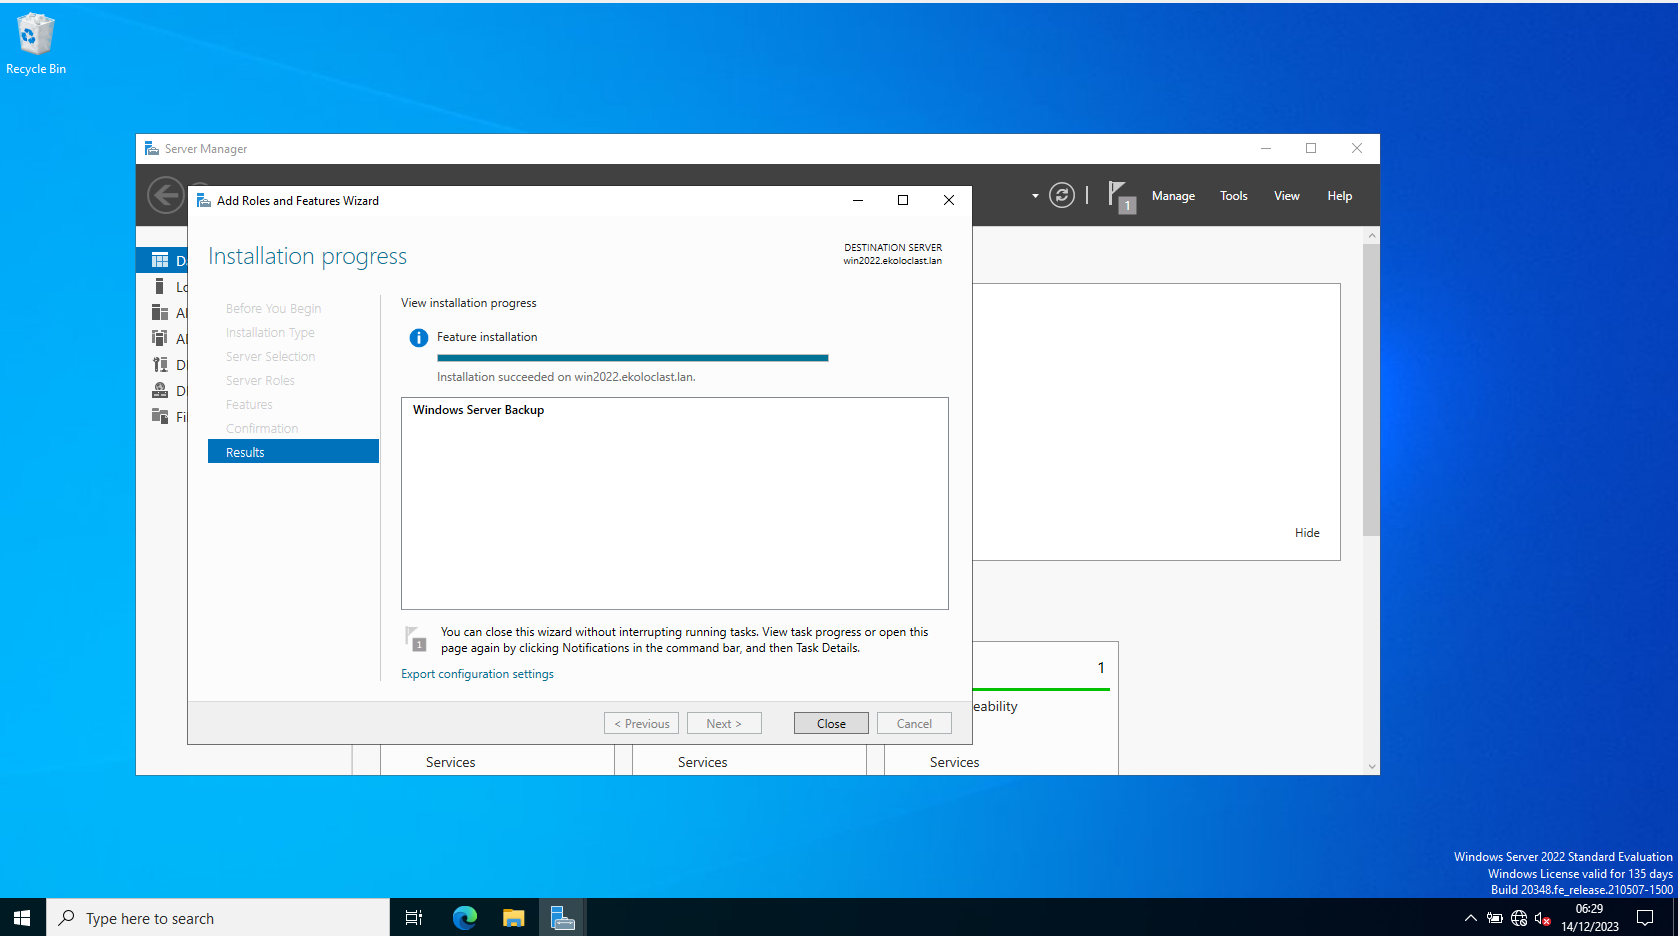 Recycle Bin
Server Manager
Manage
Tools
View
Help
1
Add Roles and Features Wizard
Installation progress
DESTINATION SERVER
win2022.ekoloclast.lan
Before You Begin
Installation Type
Server Selection
Server Roles
Features
Confirmation
Results
View installation progress
Feature installation
Installation succeeded on win2022.ekoloclast.lan.
Windows Server Backup
1
You can close this wizard without interrupting running tasks. View task progress or open this
page again by clicking Notifications in the command bar, and then Task Details.
Export configuration settings
< Previous
Next >
Close
Cancel
Hide
1
eability
Services
Services
Services
Windows Server 2022 Standard Evaluation
Windows License valid for 135 days
Build 20348.fe_release.210507-1500
Type here to search
06:29
14/12/2023